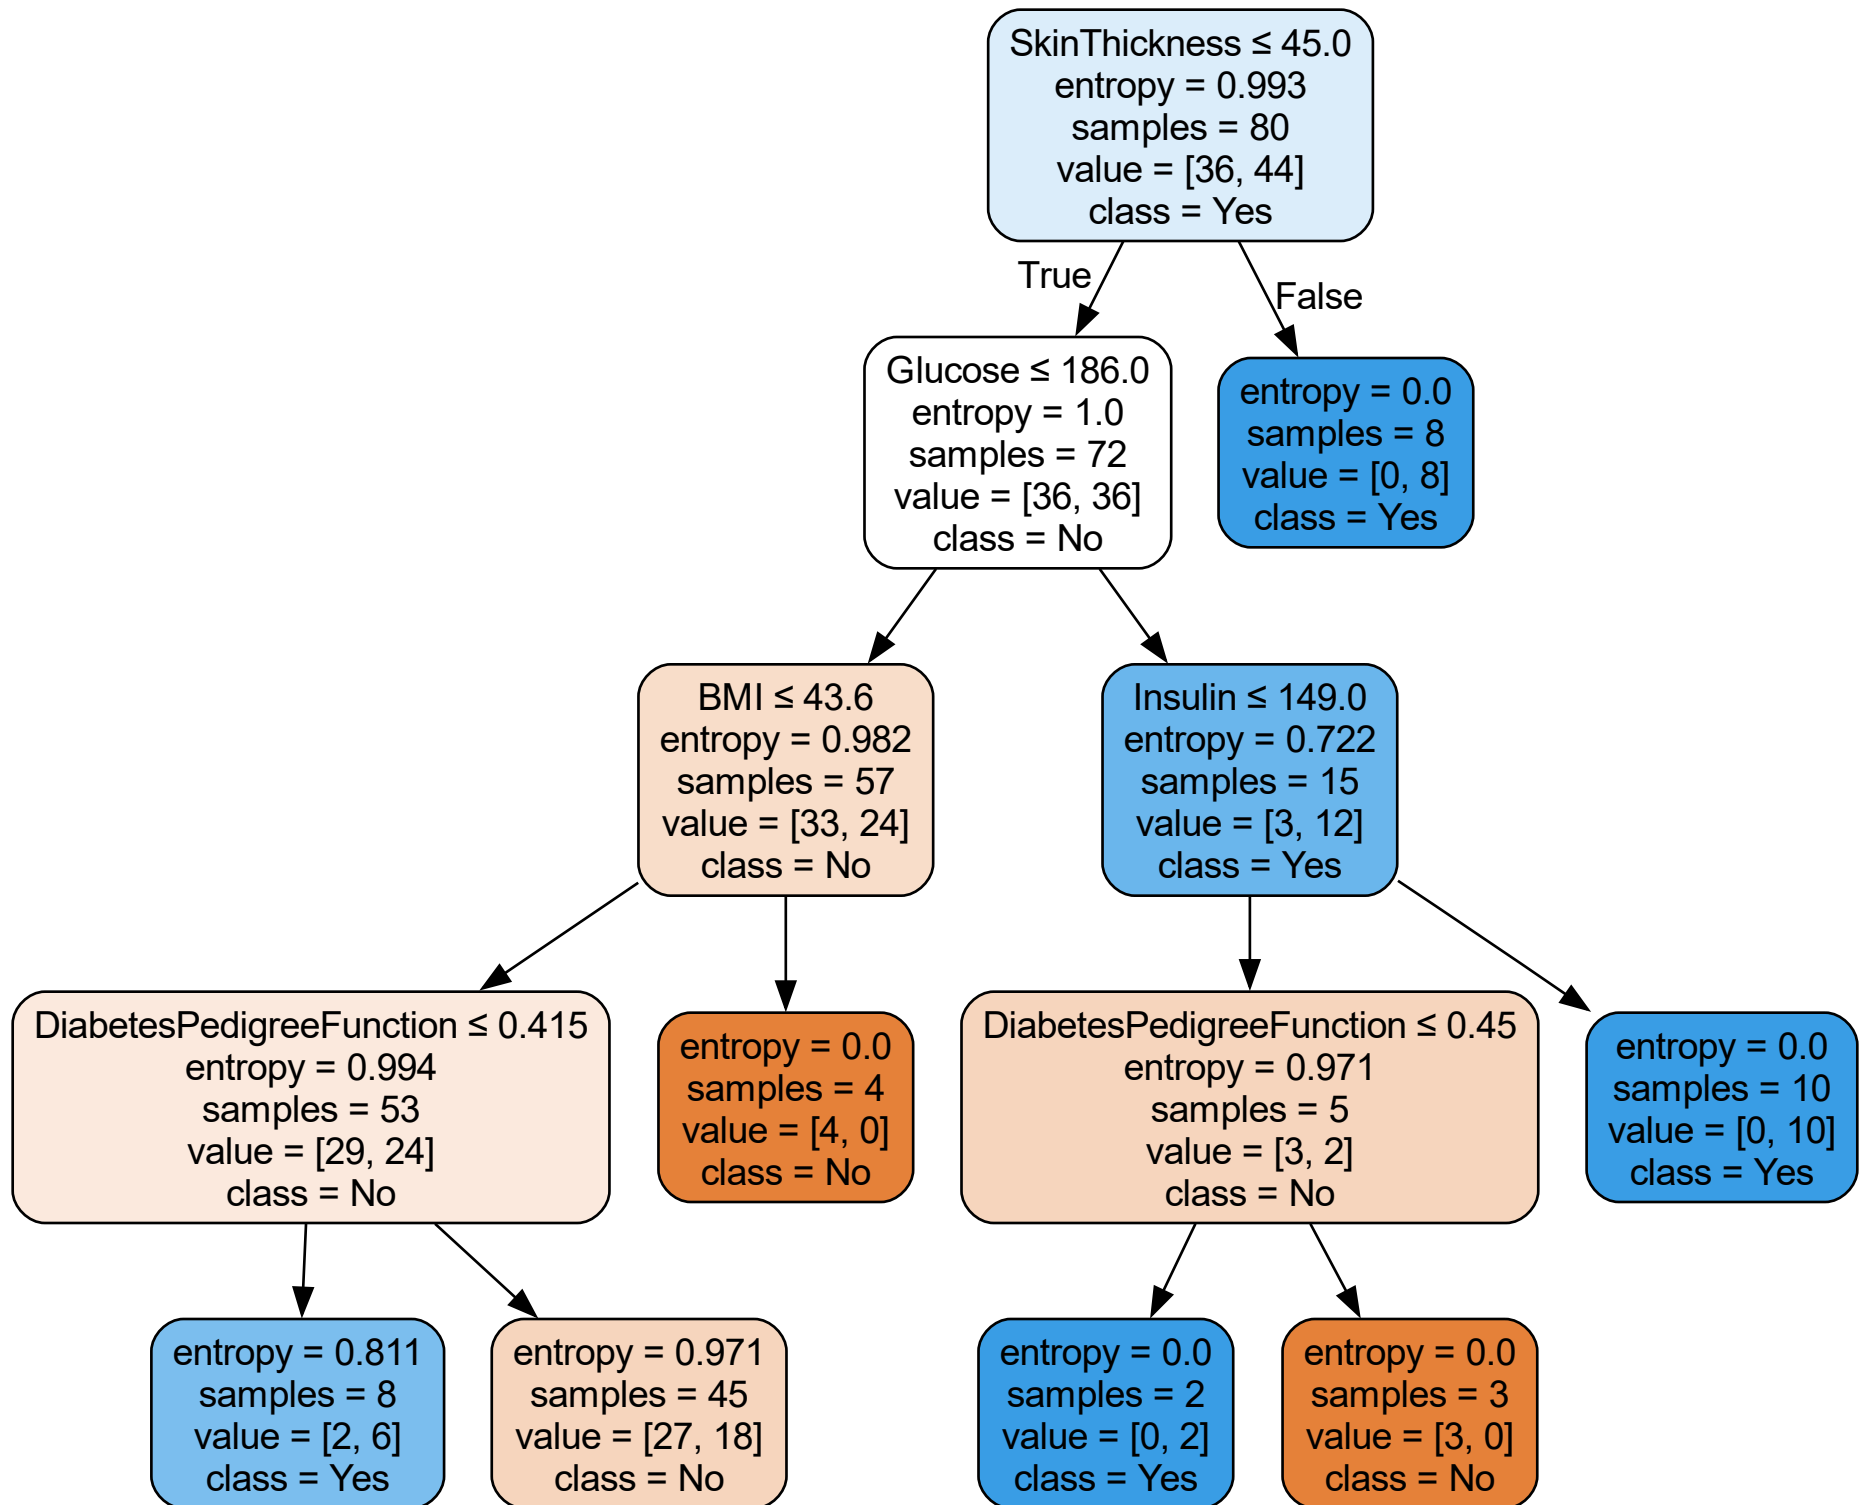 SkinThickness ≤ 45.0
entropy = 0.993
samples = 80
value = [36, 44]
class = Yes
True
False
Glucose ≤ 186.0
entropy = 1.0
samples = 72
value = [36, 36]
class = No
entropy = 0.0
samples = 8
value = [0, 8]
class = Yes
BMI ≤ 43.6
entropy = 0.982
samples = 57
value = [33, 24]
class = No
Insulin ≤ 149.0
entropy = 0.722
samples = 15
value = [3, 12]
class = Yes
DiabetesPedigreeFunction ≤ 0.415
entropy = 0.994
samples = 53
value = [29, 24]
class = No
entropy = 0.0
samples = 4
value = [4, 0]
class = No
DiabetesPedigreeFunction ≤ 0.45
entropy = 0.971
samples = 5
value = [3, 2]
class = No
entropy = 0.0
samples = 10
value = [0, 10]
class = Yes
entropy = 0.811
samples = 8
value = [2, 6]
class = Yes
entropy = 0.971
samples = 45
value = [27, 18]
class = No
entropy = 0.0
samples = 2
value = [0, 2]
class = Yes
entropy = 0.0
samples = 3
value = [3, 0]
class = No